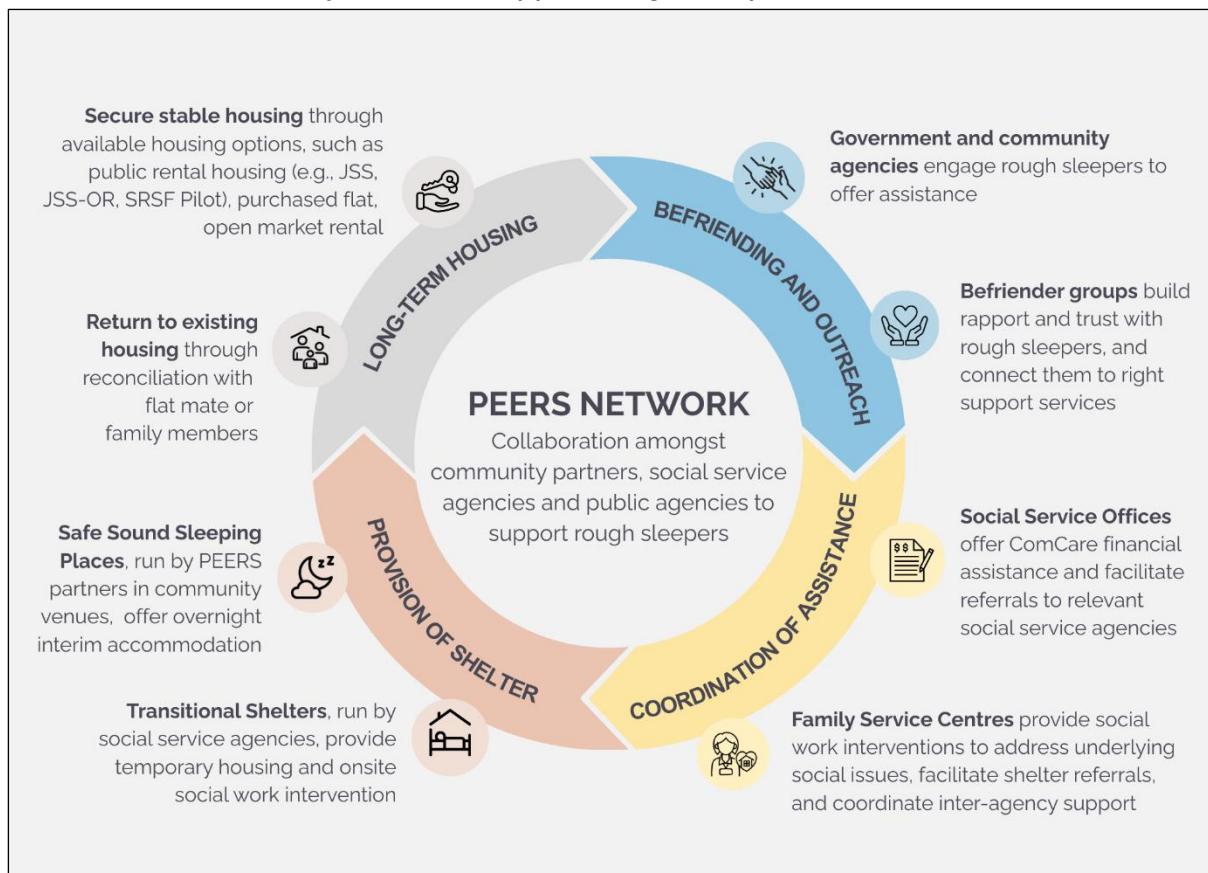 Secure stable housing through
available housing options, such as
public rental housing (e.g., JSS,
JSS-OR, SRSF Pilot), purchased flat,
open market rental
Return to existing
housing through
reconciliation with
flat mate or
family members
Safe Sound Sleeping
Places, run by PEERS
partners in community
venues, offer overnight
interim accommodation
Transitional Shelters, run by
social service agencies, provide
temporary housing and onsite
social work intervention
LONG-TERM HOUSING
BEFRIENDING AND OUTREACH
PROVISION OF SHELTER
COORDINATION OF ASSISTANCE
PEERS NETWORK
Collaboration amongst
community partners, social service
agencies and public agencies to
support rough sleepers
Government and community
agencies engage rough sleepers to
offer assistance
Befriender groups build
rapport and trust with
rough sleepers, and
connect them to right
support services
Social Service Offices
offer ComCare financial
assistance and facilitate
referrals to relevant
social service agencies
Family Service Centres provide social
work interventions to address underlying
social issues, facilitate shelter referrals,
and coordinate inter-agency support